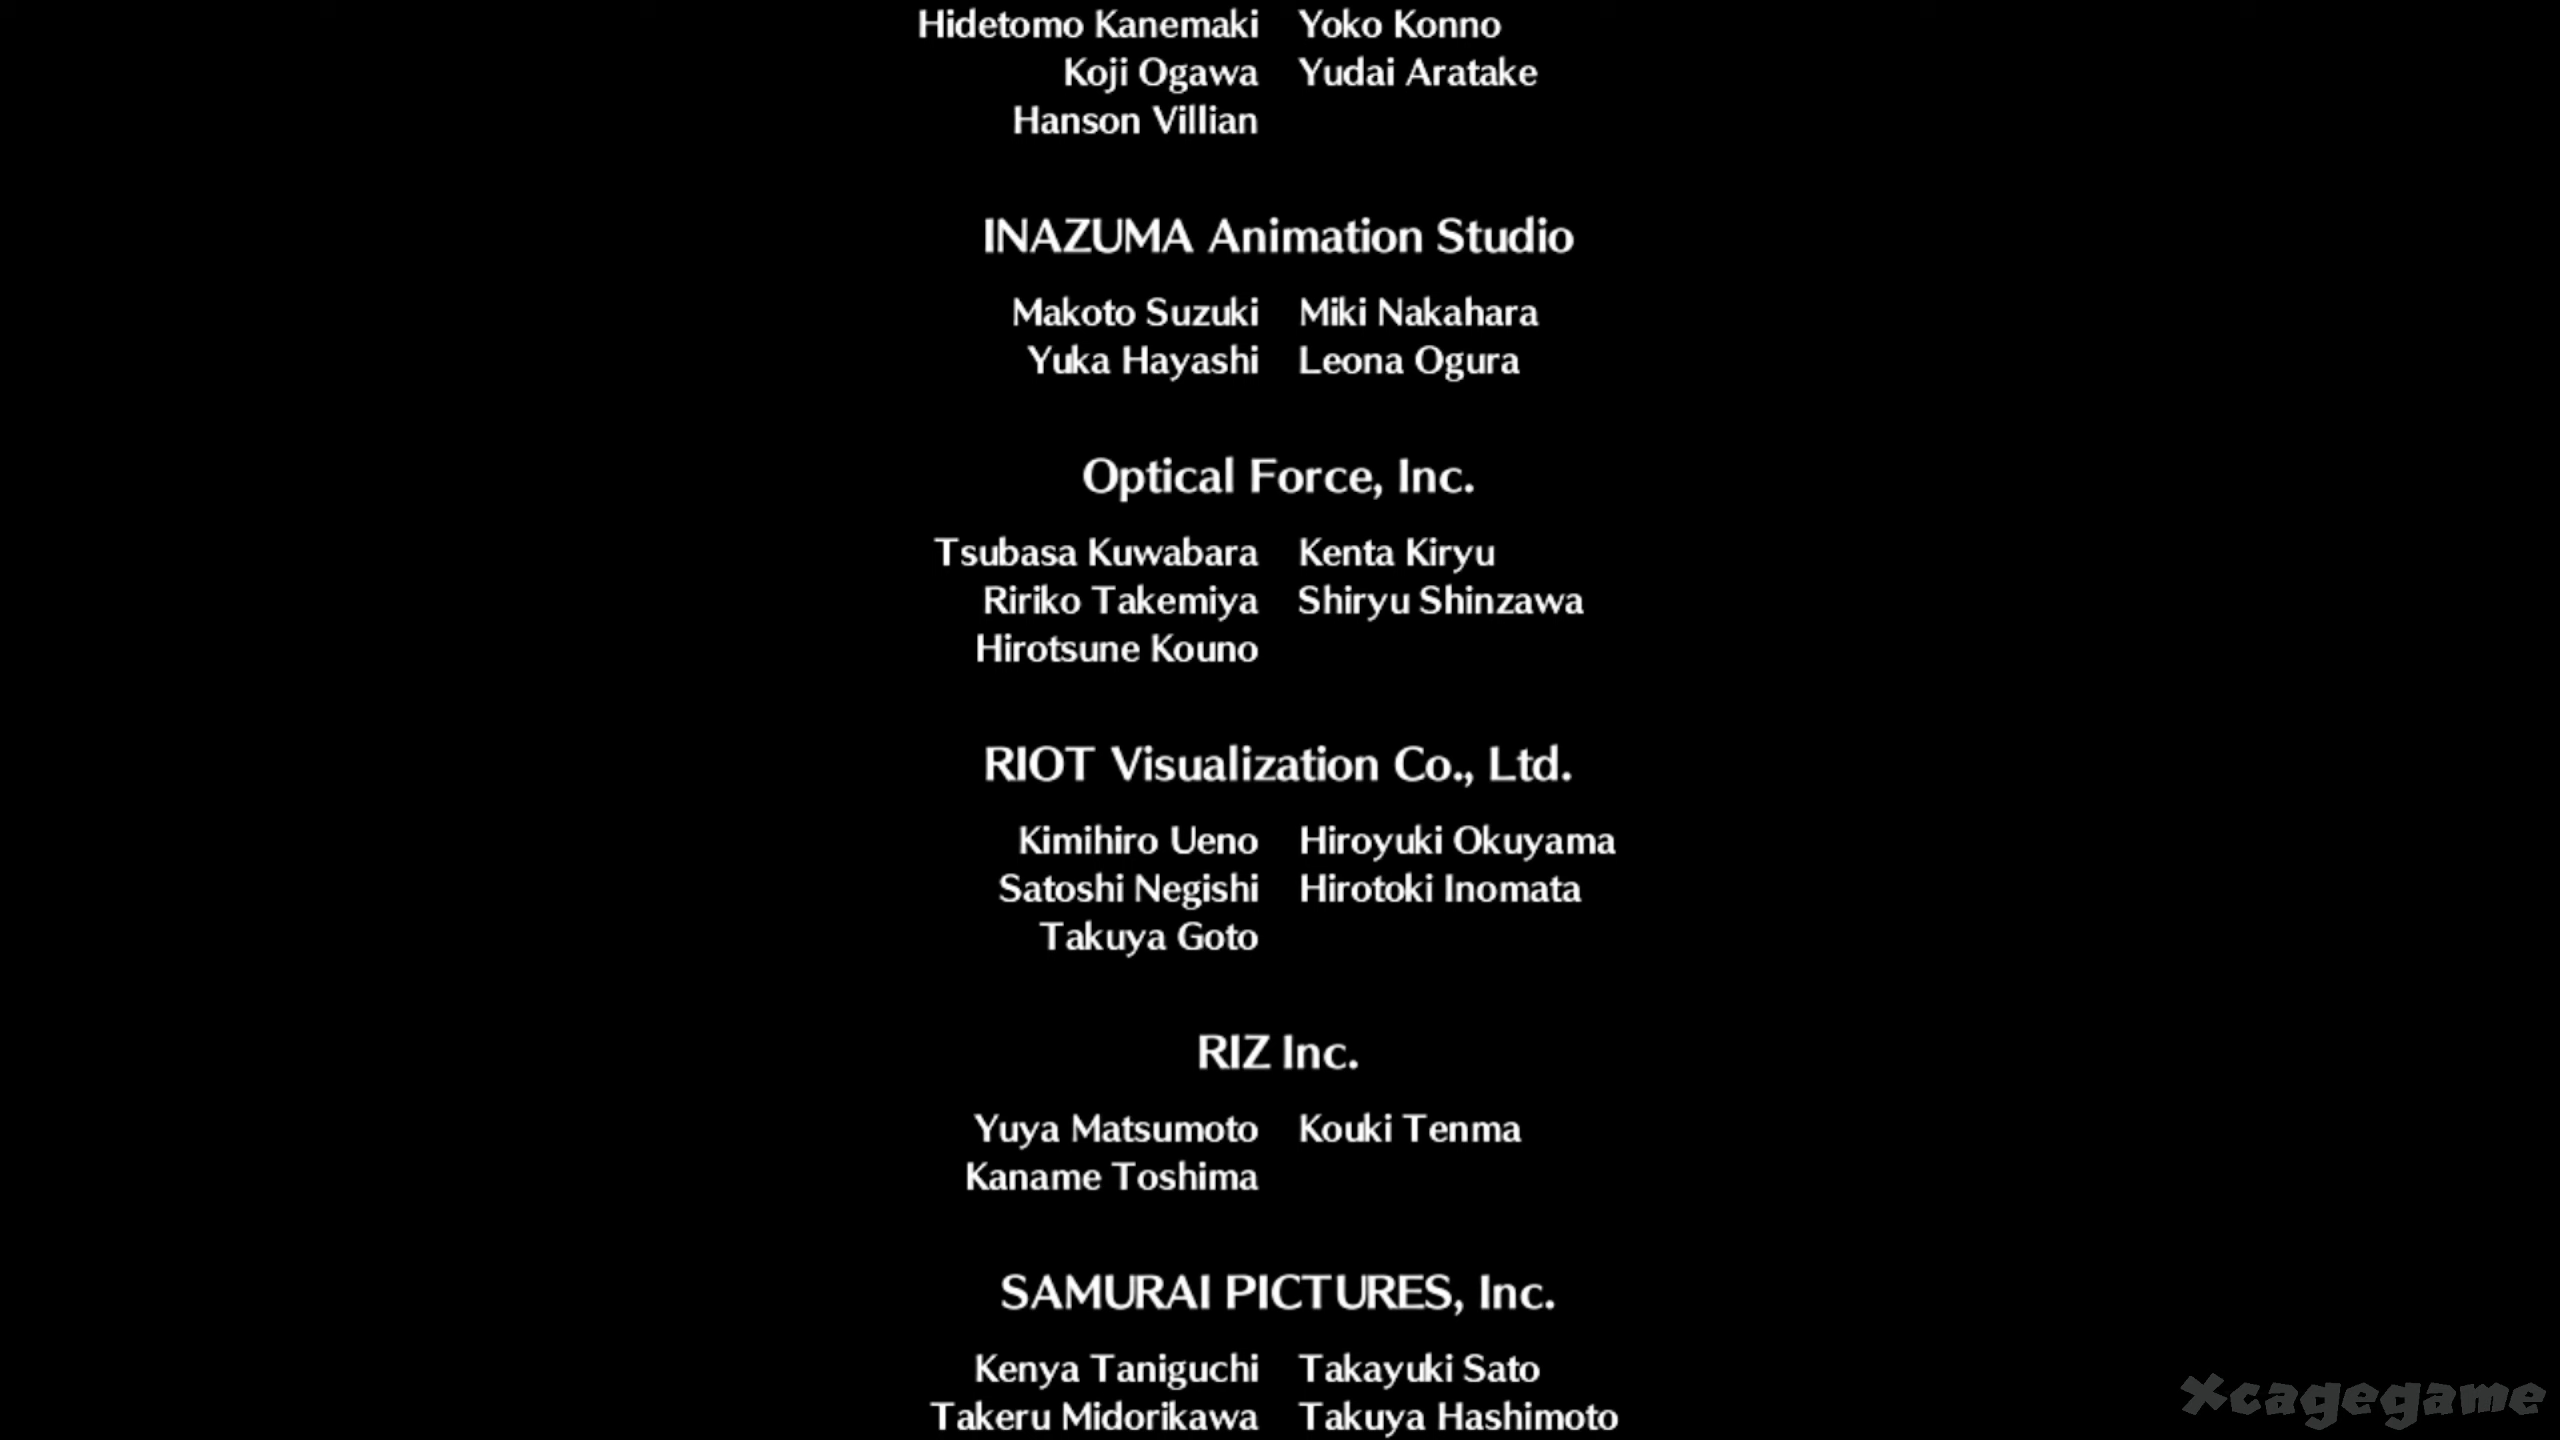 Hidetomo Kanemaki Yoko Konno
Koji Ogawa Yudai Aratake
Hanson Villian
INAZUMA Animation Studio
Makoto Suzuki Miki Nakahara
Yuka Hayashi Leona Ogura
Optical Force, Inc.
Tsubasa Kuwabara Kenta Kiryu
Ririko Takemiya Shiryu Shinzawa
Hirotsune Kouno
RIOT Visualization Co., Ltd.
Kimihiro Ueno Hiroyuki Okuyama
Satoshi Negishi Hirotoki Inomata
Takuya Goto
RIZ Inc.
Yuya Matsumoto Kouki Tenma
Kaname Toshima
SAMURAI PICTURES, Inc.
Kenya Taniguchi Takayuki Sato
Takeru Midorikawa Takuya Hashimoto
Xcagegame